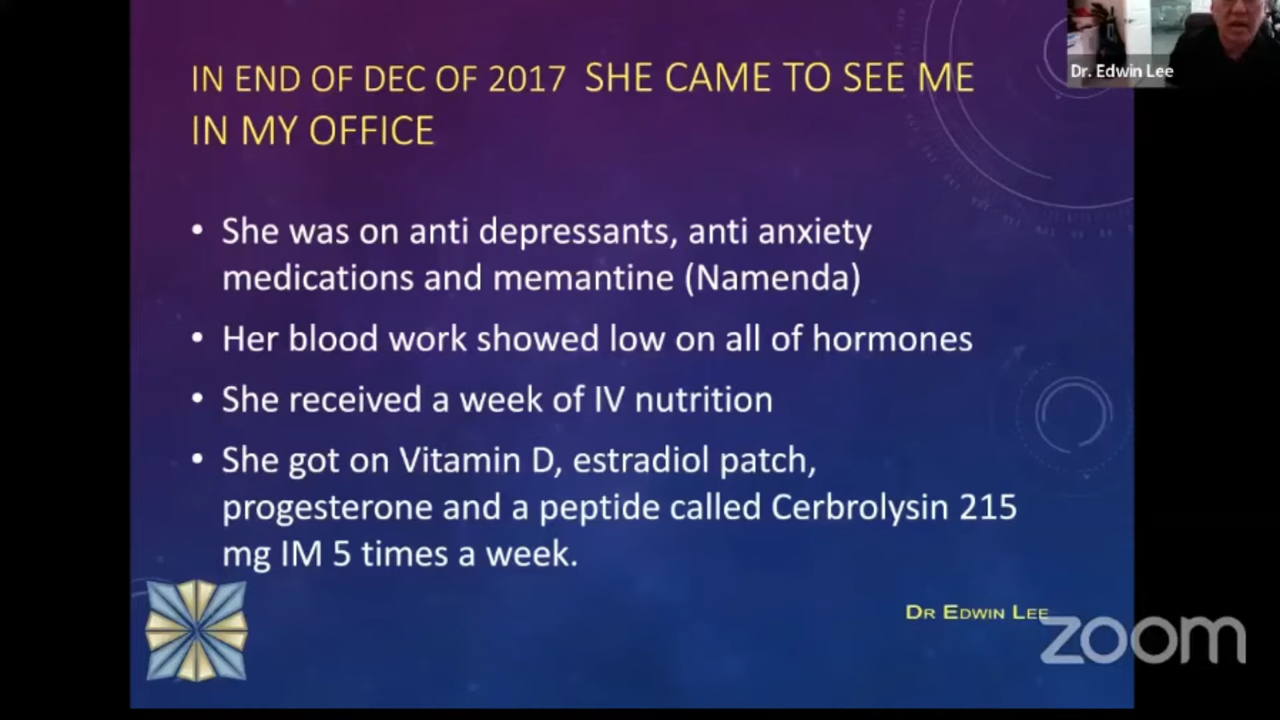 Dr. Edwin Lee
IN END OF DEC OF 2017 SHE CAME TO SEE ME
IN MY OFFICE
• She was on anti depressants, anti anxiety
medications and memantine (Namenda)
• Her blood work showed low on all of hormones
• She received a week of IV nutrition
• She got on Vitamin D, estradiol patch,
progesterone and a peptide called Cerbrolysin 215
mg IM 5 times a week.
DR EDWIN LEE
zoom